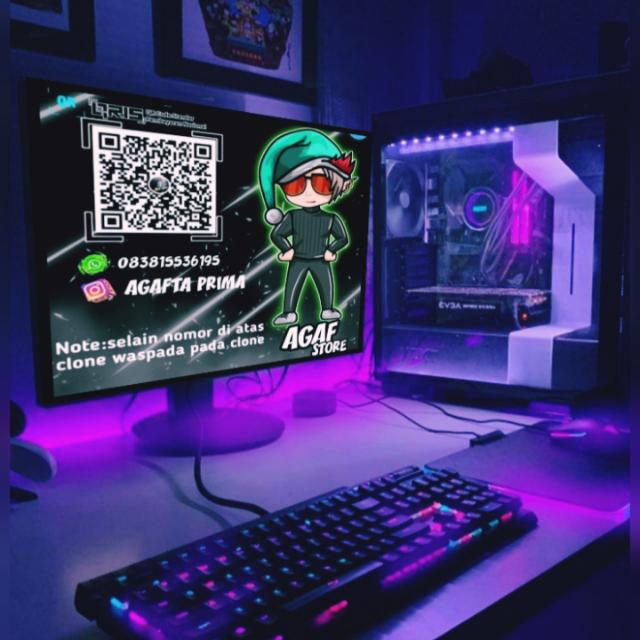 QRIS
083815536195
AGAFTA PRIMA
Note:selain nomor di atas
clone waspada pada clone
AGAF
STORE
EVGA